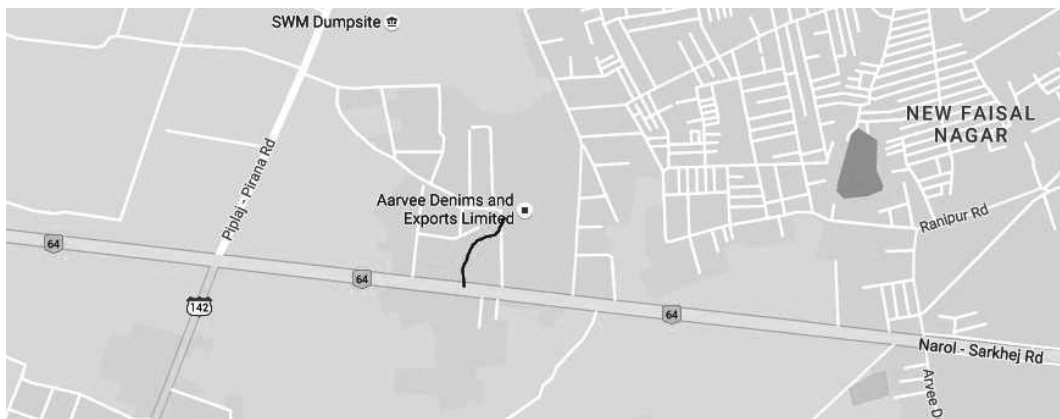 SWM Dumpsite
NEW FAISAL
NAGAR
Piplaj - Pirana Rd
Aarvee Denims and
Exports Limited
Ranipur Rd
64
64
142
64
Narol - Sarkhej Rd
Arvee D